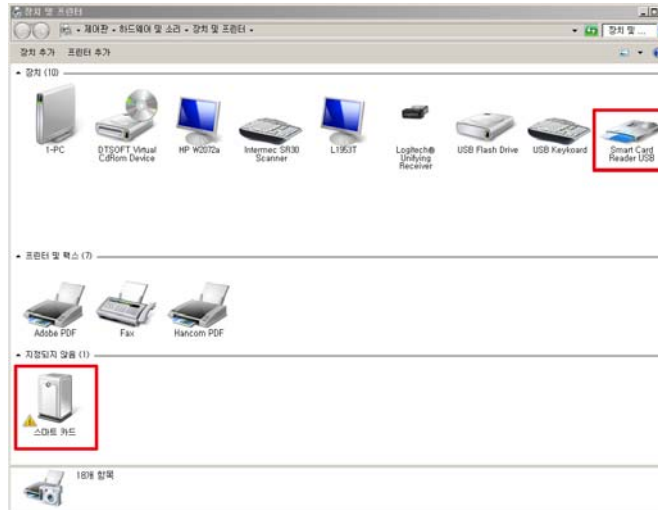 장치 및 프린터
제어판 ▸ 하드웨어 및 소리 ▸ 장치 및 프린터 ▸
장치 및 ...
장치 추가 프린터 추가
장치 (10)
1-PC
DTSOFT Virtual
CdRom Device
HP W2072a
Intermec SR30
Scanner
L1953T
Logitech®
Unifying
Receiver
USB Flash Drive
USB Keyboard
Smart Card
Reader USB
프린터 및 팩스 (7)
Adobe PDF
Fax
Hancom PDF
지정되지 않음 (1)
스마트 카드
18개 항목